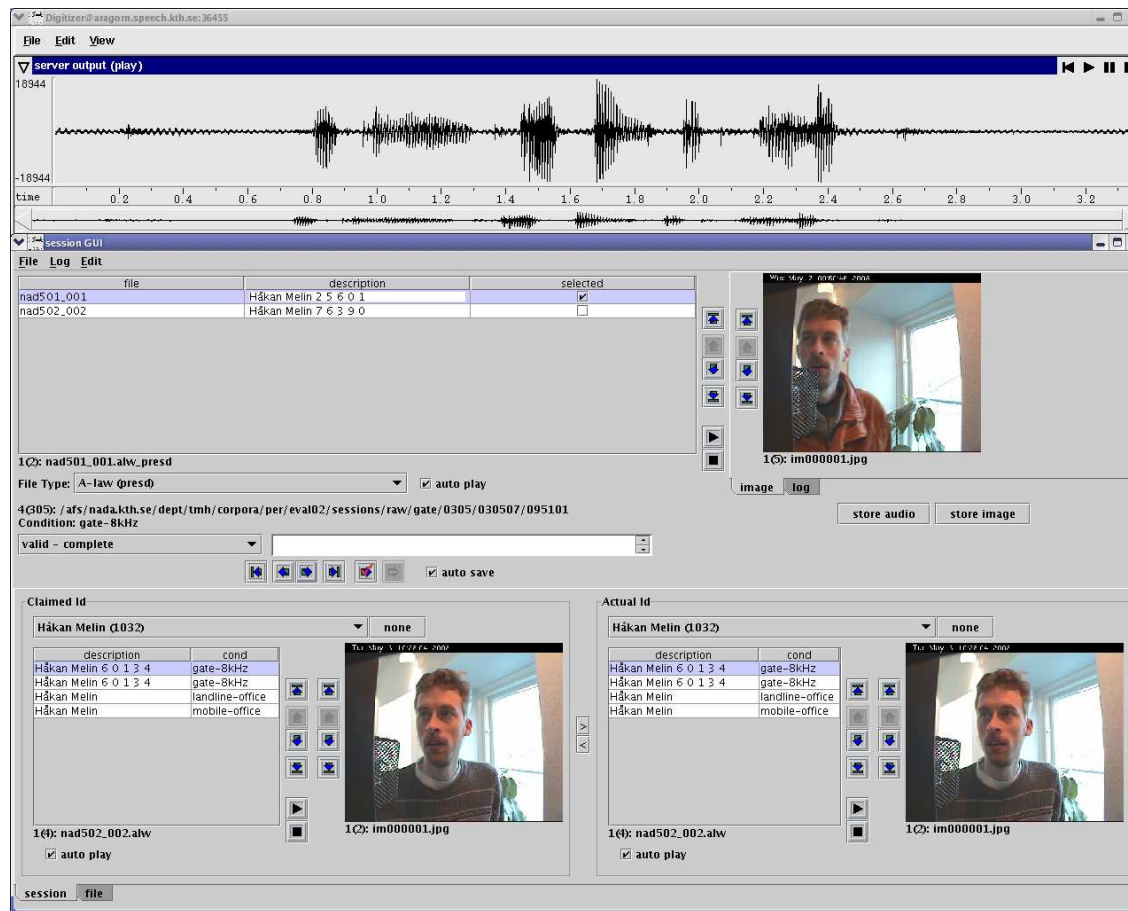 Digitizer@aragorn.speech.kth.se:36455
File Edit View
server output (play)
18944
-18944
time 0.2 0.4 0.6 0.8 1.0 1.2 1.4 1.6 1.8 2.0 2.2 2.4 2.6 2.8 3.0 3.2
session GUI
File Log Edit
file description selected
nad501_001 Håkan Melin 2 5 6 0 1
nad502_002 Håkan Melin 7 6 3 9 0
1(2): nad501_001.alw_presd
1(5): im000001.jpg
File Type: A-law (presd) auto play
image log
4(305): /afs/nada.kth.se/dept/tmh/corpora/per/eval02/sessions/raw/gate/0305/030507/095101
Condition: gate-8kHz
store audio store image
valid - complete
auto save
Claimed Id
Håkan Melin (1032) none
description cond
Håkan Melin 6 0 1 3 4 gate-8kHz
Håkan Melin 6 0 1 3 4 gate-8kHz
Håkan Melin landline-office
Håkan Melin mobile-office
1(4): nad502_002.alw
1(2): im000001.jpg
auto play
>
<
Actual Id
Håkan Melin (1032) none
description cond
Håkan Melin 6 0 1 3 4 gate-8kHz
Håkan Melin 6 0 1 3 4 gate-8kHz
Håkan Melin landline-office
Håkan Melin mobile-office
1(4): nad502_002.alw
1(2): im000001.jpg
auto play
session file